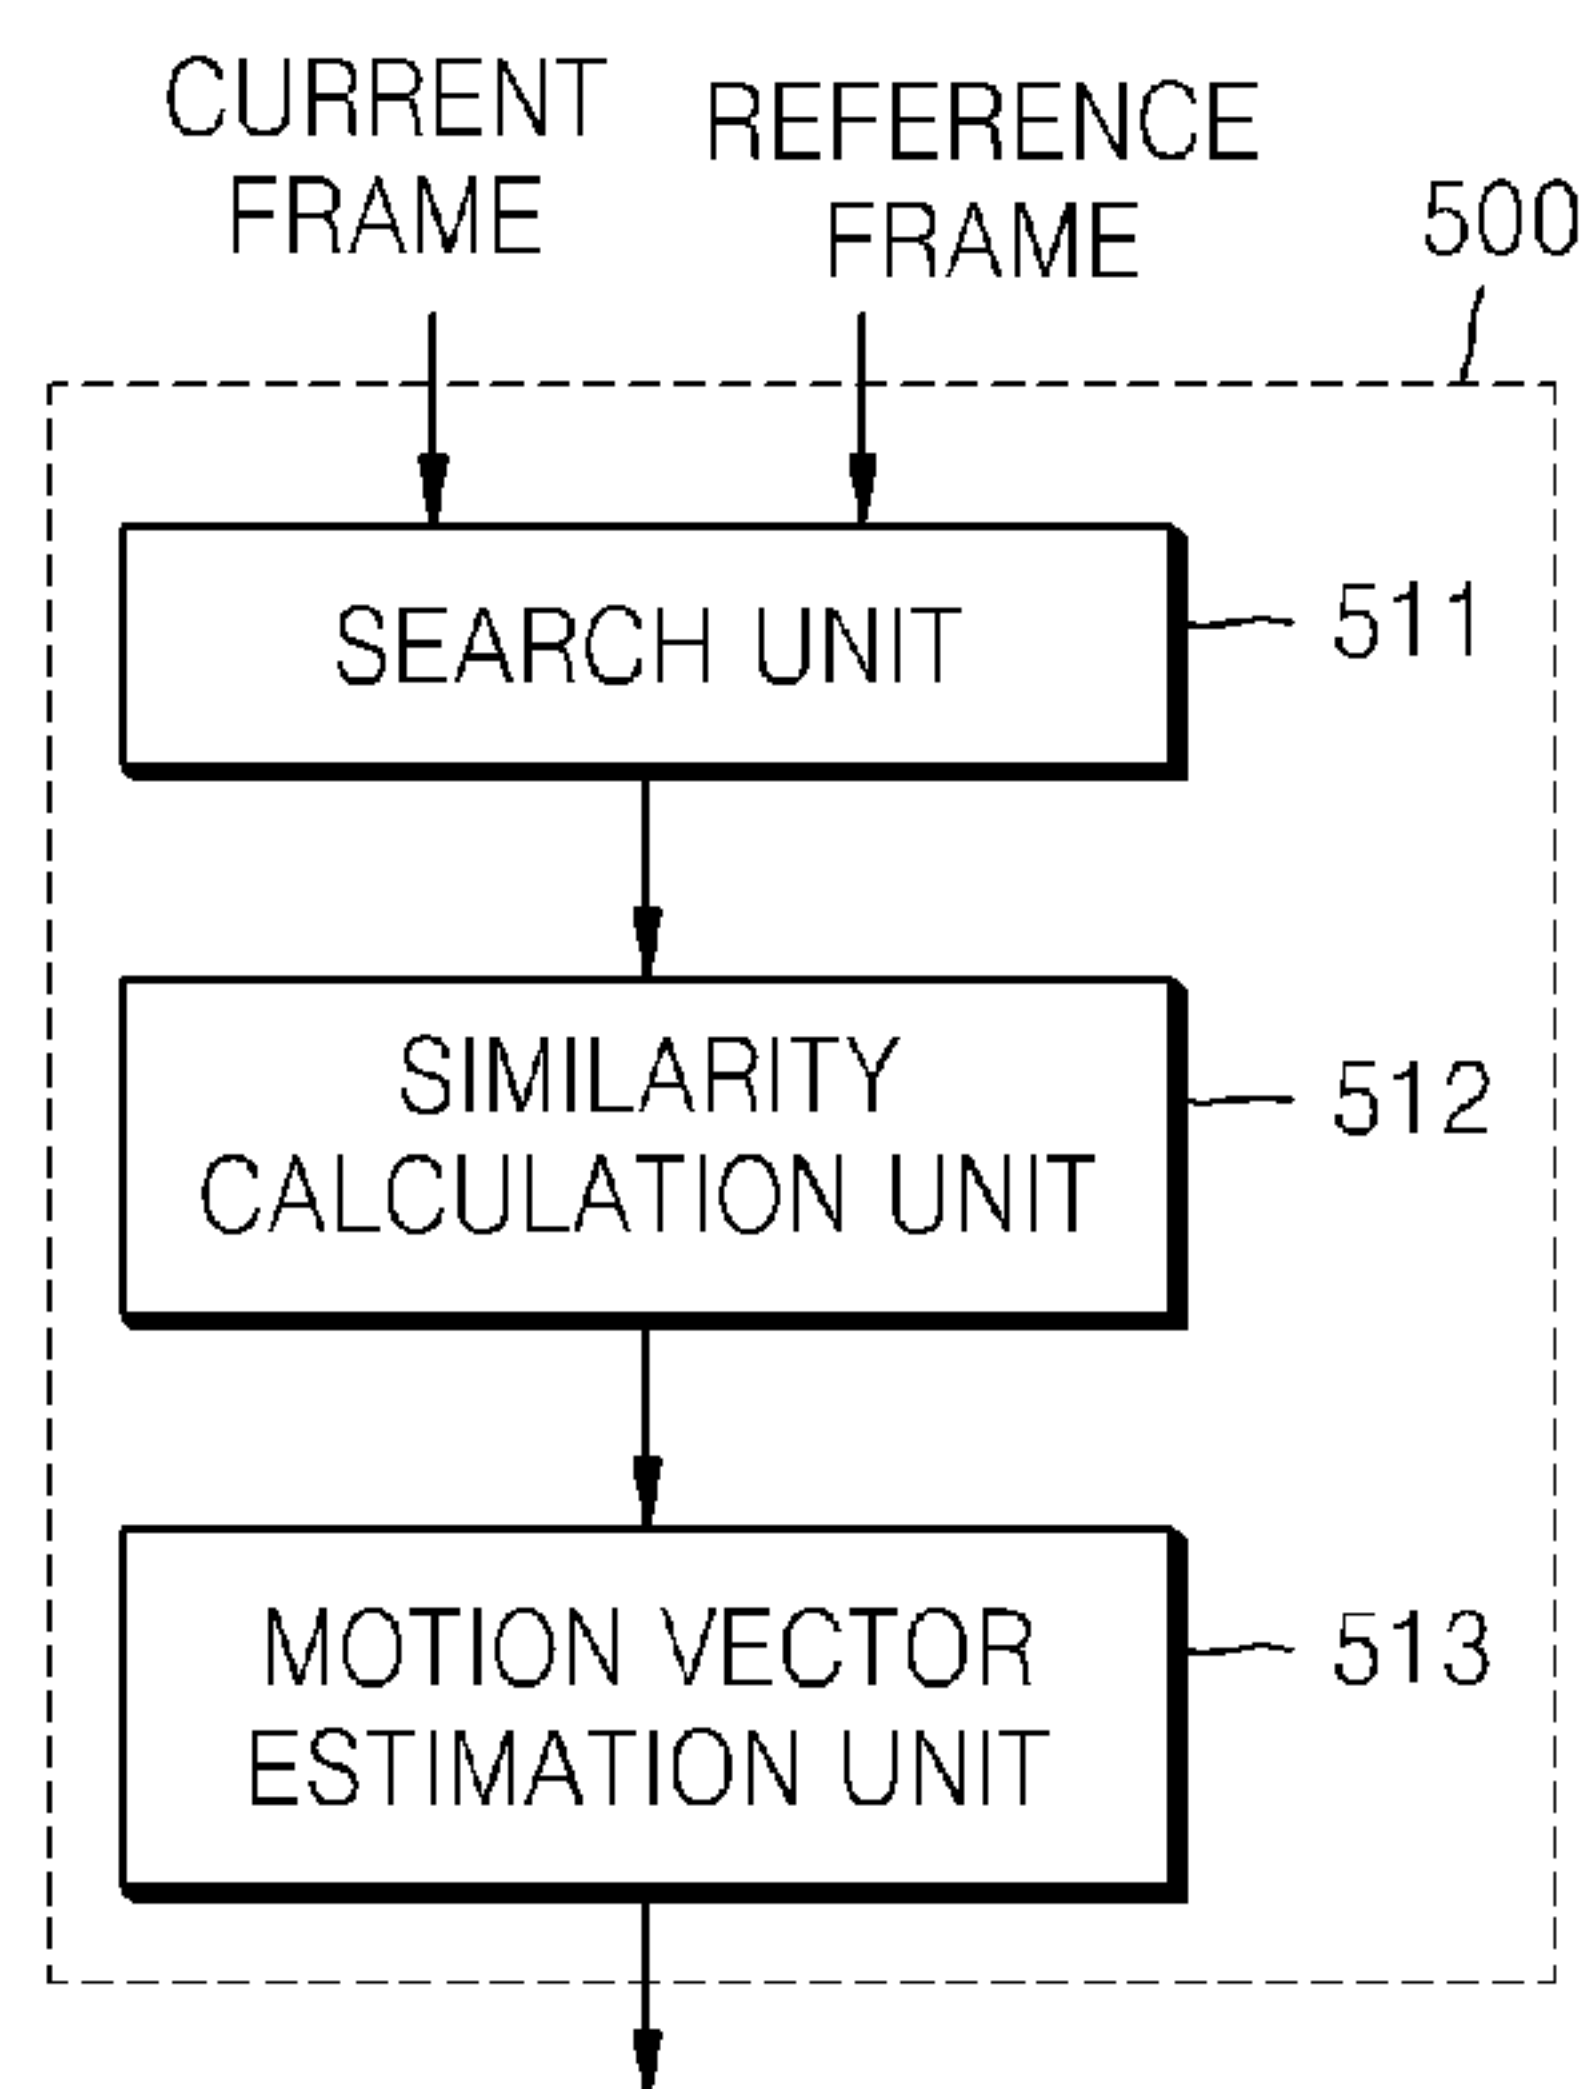 CURRENT
FRAME
REFERENCE
FRAME
500
SEARCH UNIT
511
SIMILARITY
CALCULATION UNIT
512
MOTION VECTOR
ESTIMATION UNIT
513